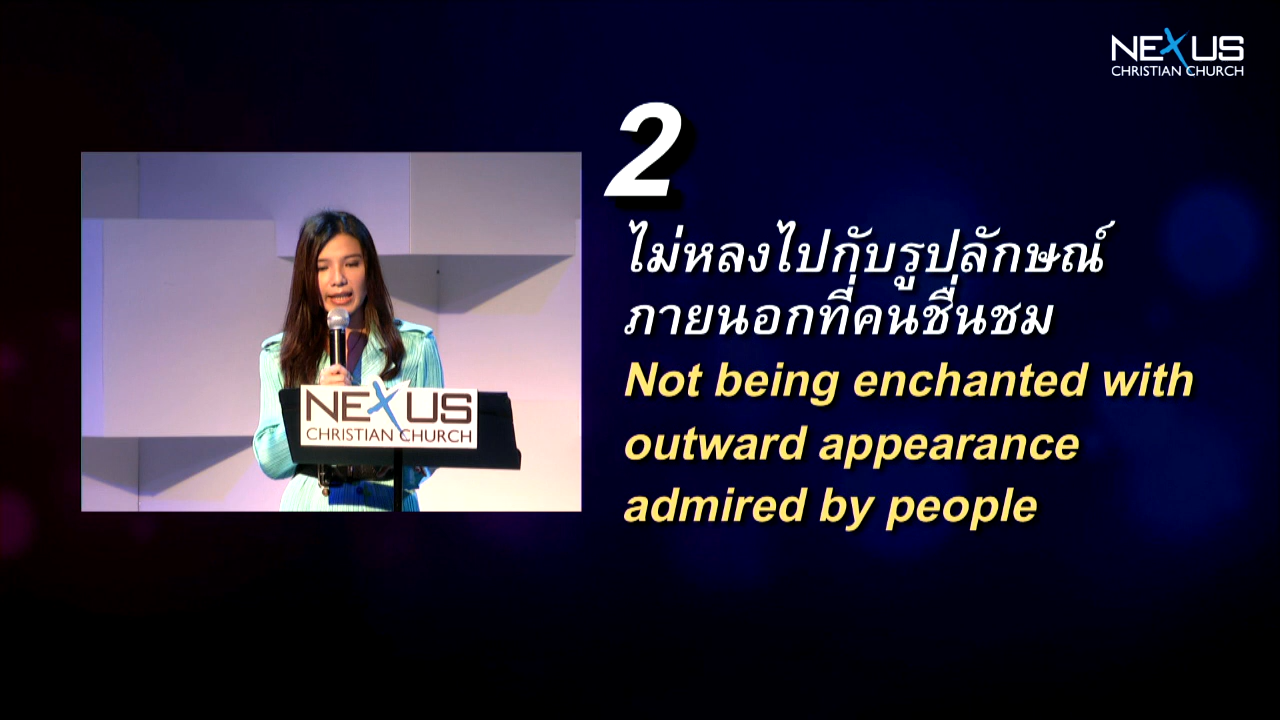 NEXUS
CHRISTIAN CHURCH
2
ไม่หลงไปกับรูปลักษณ์
ภายนอกที่คนชื่นชม
Not being enchanted with
outward appearance
admired by people
NEXUS
CHRISTIAN CHURCH